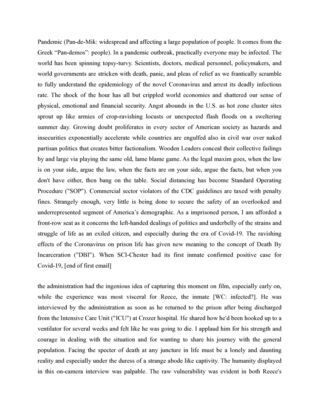 Pandemic (Pan-de-Mik: widespread and affecting a large population of people. It comes from the
Greek "Pan-demos": people). In a pandemic outbreak, practically everyone may be infected. The
world has been spinning topsy-turvy. Scientists, doctors, medical personnel, policymakers, and
world governments are stricken with death, panic, and pleas of relief as we frantically scramble
to fully understand the epidemiology of the novel Coronavirus and arrest its deadly infectious
rate. The shock of the hour has all but crippled world economies and shattered our sense of
physical, emotional and financial security. Angst abounds in the U.S. as hot zone cluster sites
sprout up like armies of crop-ravishing locusts or unexpected flash floods on a sweltering
summer day. Growing doubt proliferates in every sector of American society as hazards and
insecurities exponentially accelerate while countries are engulfed also in civil war over naked
partisan politics that creates bitter factionalism. Wooden Leaders conceal their collective failings
by and large via playing the same old, lame blame game. As the legal maxim goes, when the law
is on your side, argue the law, when the facts are on your side, argue the facts, but when you
don't have either, then bang on the table. Social distancing has become Standard Operating
Procedure ("SOP"). Commercial sector violators of the CDC guidelines are taxed with penalty
fines. Strangely enough, very little is being done to secure the safety of an overlooked and
underrepresented segment of America's demographic. As a imprisoned person, I am afforded a
front-row seat as it concerns the left-handed dealings of politics and underbelly of the strains and
struggle of life as an exiled citizen, and especially during the era of Covid-19. The ravishing
effects of the Coronavirus on prison life has given new meaning to the concept of Death By
Incarceration ("DBI"). When SCI-Chester had its first inmate confirmed positive case for
Covid-19, [end of first email]
the administration had the ingenious idea of capturing this moment on film, especially early on,
while the experience was most visceral for Reece, the inmate [WC: infected?]. He was
interviewed by the administration as soon as he returned to the prison after being discharged
from the Intensive Care Unit ("ICU") at Crozer hospital. He shared how he'd been hooked up to a
ventilator for several weeks and felt like he was going to die. I applaud him for his strength and
courage in dealing with the situation and for wanting to share his journey with the general
population. Facing the specter of death at any juncture in life must be a lonely and daunting
reality and especially under the duress of a strange abode like captivity. The humanity displayed
in this on-camera interview was palpable. The raw vulnerability was evident in both Reece's